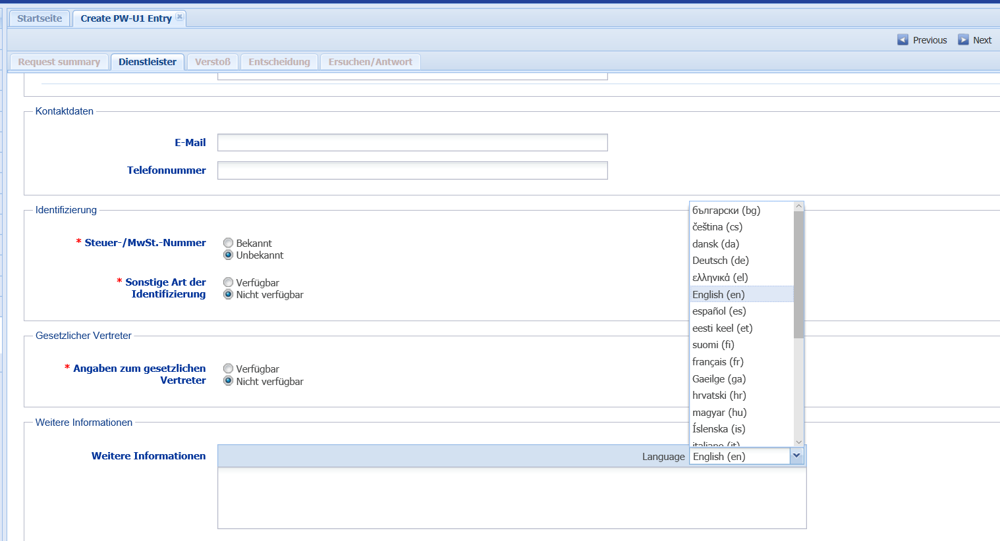 Startseite
Create PW-U1 Entry
Previous
Next
Request summary
Dienstleister
Verstoß
Entscheidung
Ersuchen/Antwort
Kontaktdaten
E-Mail
Telefonnummer
Identifizierung
* Steuer-/MwSt.-Nummer
Bekannt
Unbekannt
* Sonstige Art der
Identifizierung
Verfügbar
Nicht verfügbar
Gesetzlicher Vertreter
* Angaben zum gesetzlichen
Vertreter
Verfügbar
Nicht verfügbar
Weitere Informationen
Weitere Informationen
Language
English (en)
български (bg)
čeština (cs)
dansk (da)
Deutsch (de)
ελληνικά (el)
English (en)
español (es)
eesti keel (et)
suomi (fi)
français (fr)
Gaeilge (ga)
hrvatski (hr)
magyar (hu)
Íslenska (is)
italiano (it)